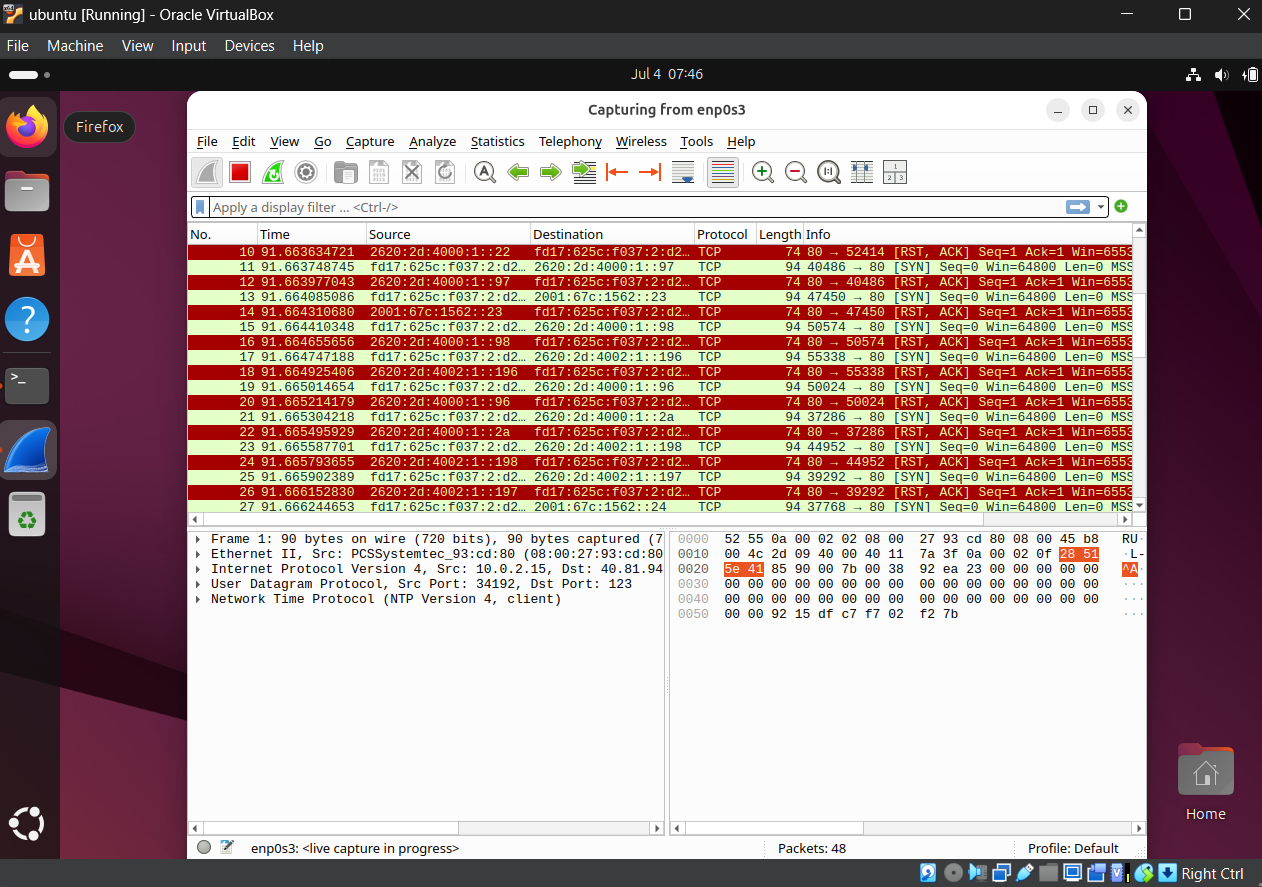 ubuntu [Running] - Oracle VirtualBox
File Machine View Input Devices Help
Jul 4 07:46
Firefox
Capturing from enp0s3
File Edit View Go Capture Analyze Statistics Telephony Wireless Tools Help
Apply a display filter … <Ctrl-/>
No. Time Source Destination Protocol Length Info
10 91.663634721 2620:2d:4000:1::22 fd17:625c:f037:2:d2… TCP 74 80 → 52414 [RST, ACK] Seq=1 Ack=1 Win=6553
11 91.663748745 fd17:625c:f037:2:d2… 2620:2d:4000:1::97 TCP 94 40486 → 80 [SYN] Seq=0 Win=64800 Len=0 MSS
12 91.663977043 2620:2d:4000:1::97 fd17:625c:f037:2:d2… TCP 74 80 → 40486 [RST, ACK] Seq=1 Ack=1 Win=6553
13 91.664085086 fd17:625c:f037:2:d2… 2001:67c:1562::23 TCP 94 47450 → 80 [SYN] Seq=0 Win=64800 Len=0 MSS
14 91.664310680 2001:67c:1562::23 fd17:625c:f037:2:d2… TCP 74 80 → 47450 [RST, ACK] Seq=1 Ack=1 Win=6553
15 91.664410348 fd17:625c:f037:2:d2… 2620:2d:4000:1::98 TCP 94 50574 → 80 [SYN] Seq=0 Win=64800 Len=0 MSS
16 91.664655656 2620:2d:4000:1::98 fd17:625c:f037:2:d2… TCP 74 80 → 50574 [RST, ACK] Seq=1 Ack=1 Win=6553
17 91.664747188 fd17:625c:f037:2:d2… 2620:2d:4002:1::196 TCP 94 55338 → 80 [SYN] Seq=0 Win=64800 Len=0 MSS
18 91.664925406 2620:2d:4002:1::196 fd17:625c:f037:2:d2… TCP 74 80 → 55338 [RST, ACK] Seq=1 Ack=1 Win=6553
19 91.665014654 fd17:625c:f037:2:d2… 2620:2d:4000:1::96 TCP 94 50024 → 80 [SYN] Seq=0 Win=64800 Len=0 MSS
20 91.665214179 2620:2d:4000:1::96 fd17:625c:f037:2:d2… TCP 74 80 → 50024 [RST, ACK] Seq=1 Ack=1 Win=6553
21 91.665304218 fd17:625c:f037:2:d2… 2620:2d:4000:1::2a TCP 94 37286 → 80 [SYN] Seq=0 Win=64800 Len=0 MSS
22 91.665495929 2620:2d:4000:1::2a fd17:625c:f037:2:d2… TCP 74 80 → 37286 [RST, ACK] Seq=1 Ack=1 Win=6553
23 91.665587701 fd17:625c:f037:2:d2… 2620:2d:4002:1::198 TCP 94 44952 → 80 [SYN] Seq=0 Win=64800 Len=0 MSS
24 91.665793655 2620:2d:4002:1::198 fd17:625c:f037:2:d2… TCP 74 80 → 44952 [RST, ACK] Seq=1 Ack=1 Win=6553
25 91.665902389 fd17:625c:f037:2:d2… 2620:2d:4002:1::197 TCP 94 39292 → 80 [SYN] Seq=0 Win=64800 Len=0 MSS
26 91.666152830 2620:2d:4002:1::197 fd17:625c:f037:2:d2… TCP 74 80 → 39292 [RST, ACK] Seq=1 Ack=1 Win=6553
27 91.666244653 fd17:625c:f037:2:d2… 2001:67c:1562::24 TCP 94 37768 → 80 [SYN] Seq=0 Win=64800 Len=0 MSS
Frame 1: 90 bytes on wire (720 bits), 90 bytes captured (7
Ethernet II, Src: PCSSystemtec_93:cd:80 (08:00:27:93:cd:80
Internet Protocol Version 4, Src: 10.0.2.15, Dst: 40.81.94
User Datagram Protocol, Src Port: 34192, Dst Port: 123
Network Time Protocol (NTP Version 4, client)
0000 52 55 0a 00 02 02 08 00 27 93 cd 80 08 00 45 b8 RU·
0010 00 4c 2d 09 40 00 40 11 7a 3f 0a 00 02 0f 28 51 ·L-
0020 5e 41 85 90 00 7b 00 38 92 ea 23 00 00 00 00 00 ^A·
0030 00 00 00 00 00 00 00 00 00 00 00 00 00 00 00 00 ···
0040 00 00 00 00 00 00 00 00 00 00 00 00 00 00 00 00 ···
0050 00 00 92 15 df c7 f7 02 f2 7b ···
Home
enp0s3: <live capture in progress> Packets: 48 Profile: Default
Right Ctrl